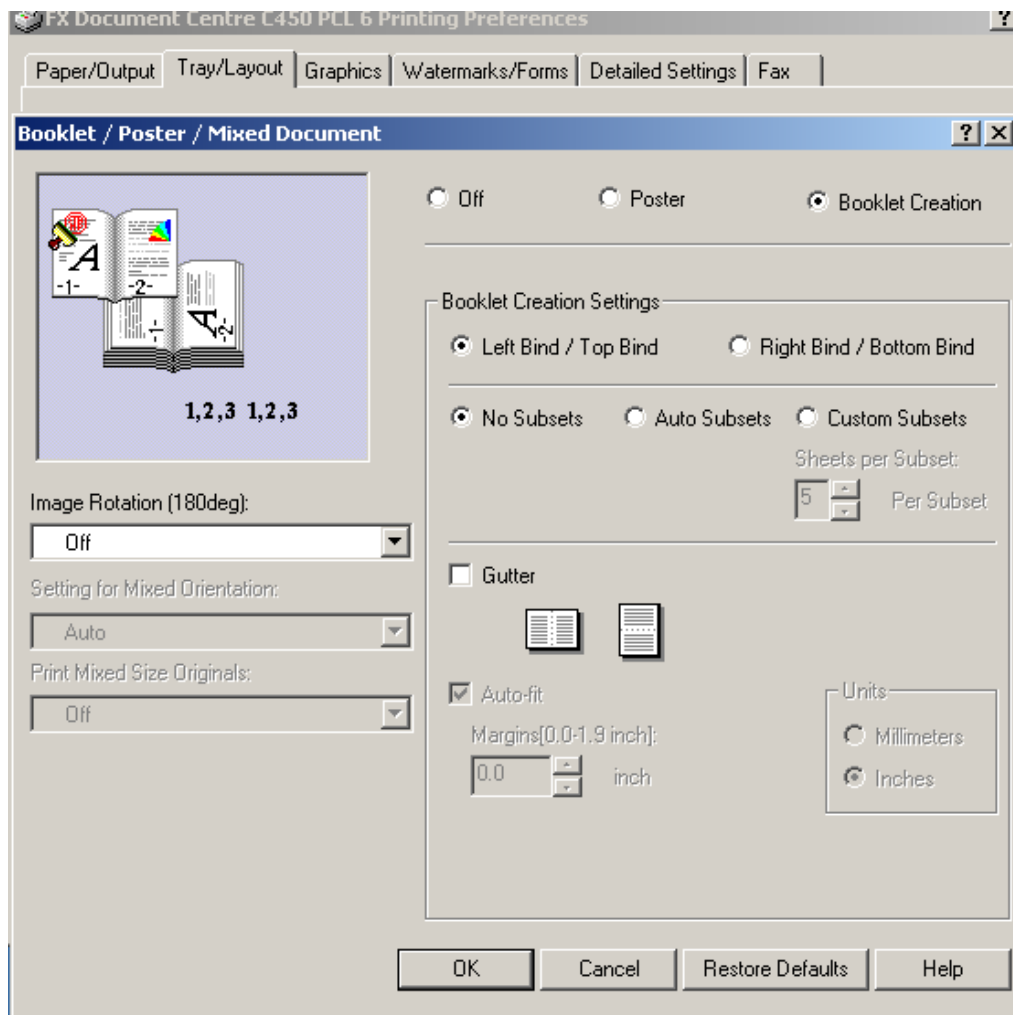 FX Document Centre C450 PCL 6 Printing Preferences
Paper/Output Tray/Layout Graphics Watermarks/Forms Detailed Settings Fax
Booklet / Poster / Mixed Document
A
-1- -2-
-1- A -2-
1,2,3 1,2,3
Image Rotation (180deg):
Off
Setting for Mixed Orientation:
Auto
Print Mixed Size Originals:
Off
Off Poster Booklet Creation
Booklet Creation Settings
Left Bind / Top Bind Right Bind / Bottom Bind
No Subsets Auto Subsets Custom Subsets
Sheets per Subset:
5 Per Subset
Gutter
Auto-fit
Margins[0.0-1.9 inch]:
0.0 inch
Units
Millimeters
Inches
OK Cancel Restore Defaults Help